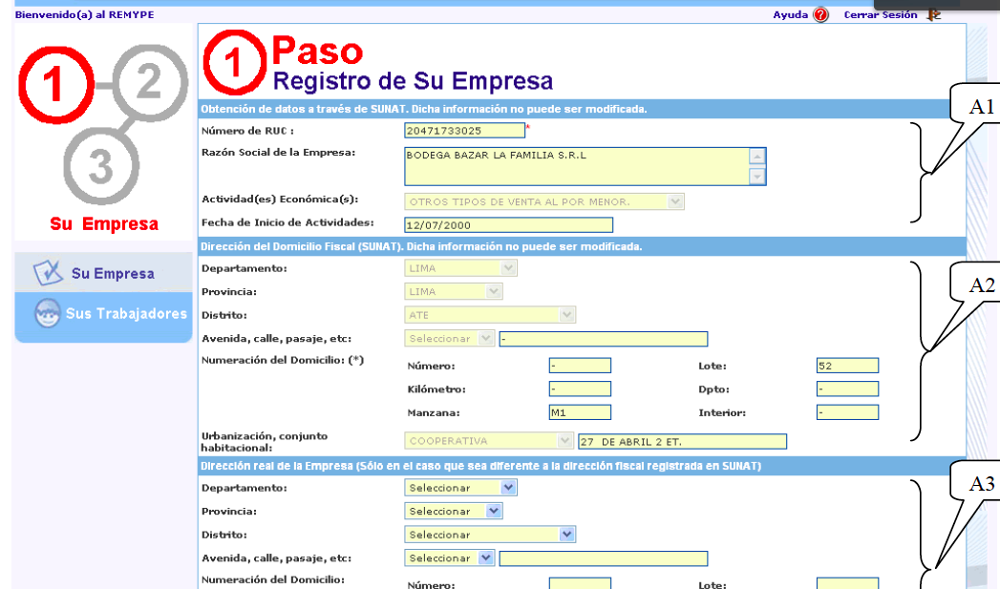 Bienvenido(a) al REMYPE
Ayuda ? Cerrar Sesión
1 2 3
Su Empresa
Su Empresa
Sus Trabajadores
1 Paso
Registro de Su Empresa
Obtención de datos a través de SUNAT. Dicha información no puede ser modificada.
A1
Número de RUC : 20471733025 *
Razón Social de la Empresa: BODEGA BAZAR LA FAMILIA S.R.L
Actividad(es) Económica(s): OTROS TIPOS DE VENTA AL POR MENOR.
Fecha de Inicio de Actividades: 12/07/2000
Dirección del Domicilio Fiscal (SUNAT). Dicha información no puede ser modificada.
A2
Departamento: LIMA
Provincia: LIMA
Distrito: ATE
Avenida, calle, pasaje, etc: Seleccionar -
Numeración del Domicilio: (*)
Número: - Lote: 52
Kilómetro: - Dpto: -
Manzana: M1 Interior: -
Urbanización, conjunto
habitacional: COOPERATIVA 27 DE ABRIL 2 ET.
Dirección real de la Empresa (Sólo en el caso que sea diferente a la dirección fiscal registrada en SUNAT)
A3
Departamento: Seleccionar
Provincia: Seleccionar
Distrito: Seleccionar
Avenida, calle, pasaje, etc: Seleccionar
Numeración del Domicilio:
Número: Lote: